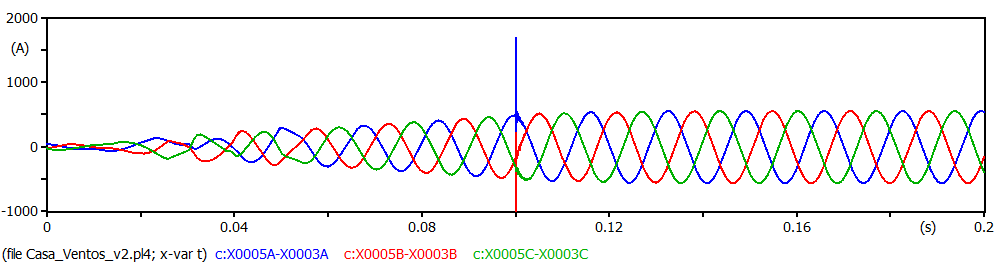 2000
(A)
1000
0
-1000
0 0.04 0.08 0.12 0.16 (s) 0.2
(file Casa_Ventos_v2.pl4; x-var t) c:X0005A-X0003A c:X0005B-X0003B c:X0005C-X0003C